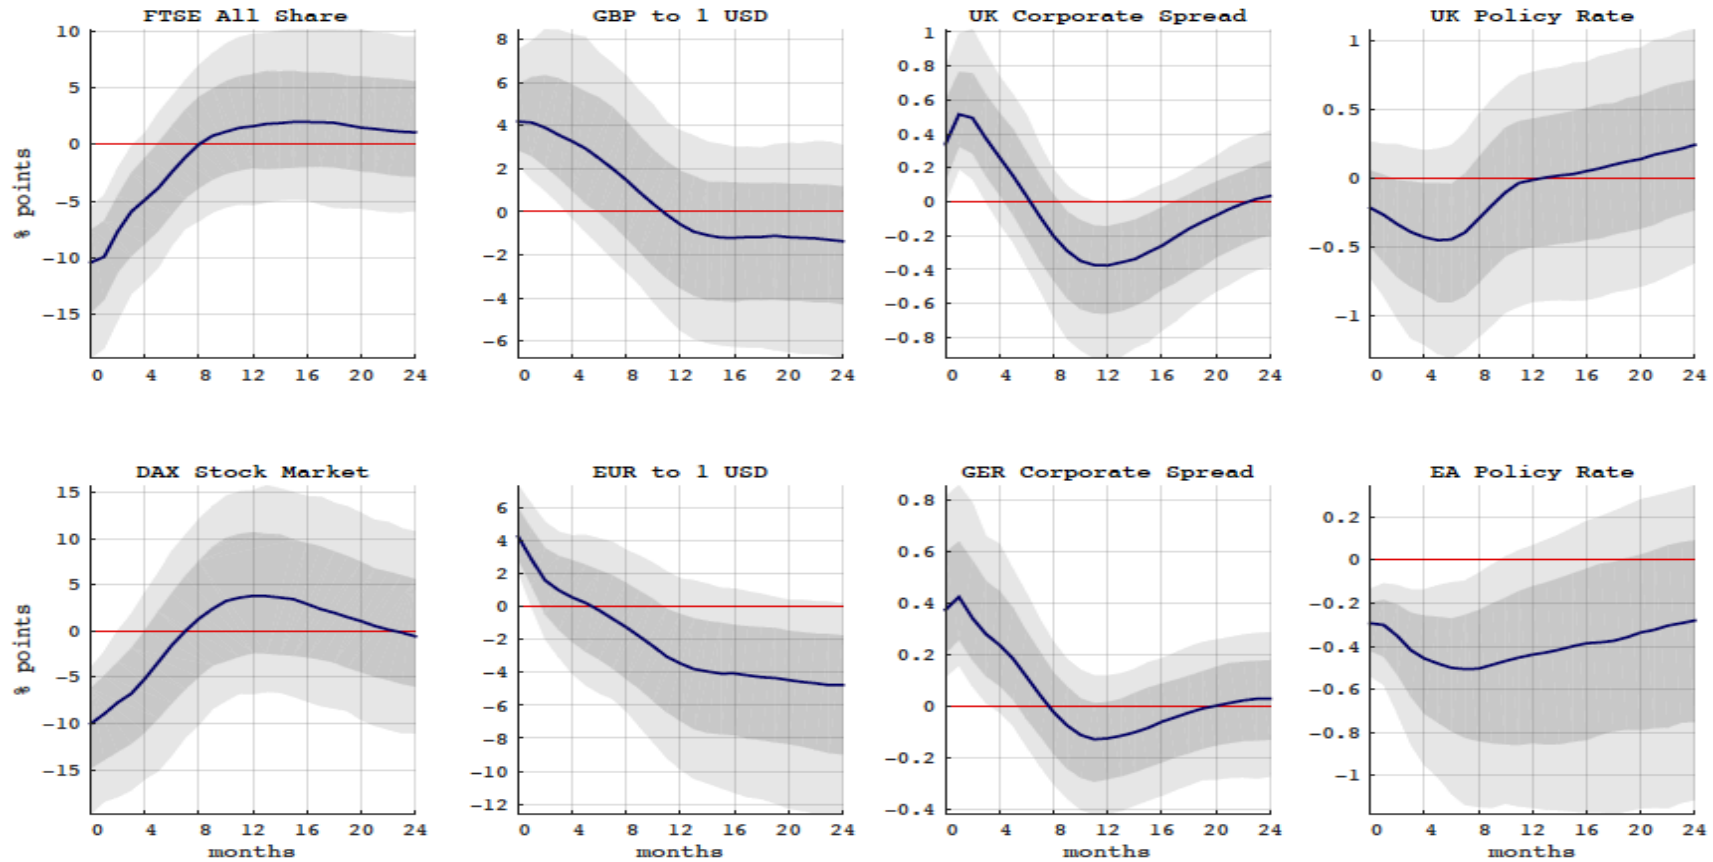 FTSE All Share
GBP to 1 USD
UK Corporate Spread
UK Policy Rate
% points
10
5
0
-5
-10
-15
0 4 8 12 16 20 24
8
6
4
2
0
-2
-4
-6
0 4 8 12 16 20 24
1
0.8
0.6
0.4
0.2
0
-0.2
-0.4
-0.6
-0.8
0 4 8 12 16 20 24
1
0.5
0
-0.5
-1
0 4 8 12 16 20 24
DAX Stock Market
EUR to 1 USD
GER Corporate Spread
EA Policy Rate
% points
15
10
5
0
-5
-10
-15
0 4 8 12 16 20 24
months
6
4
2
0
-2
-4
-6
-8
-10
-12
0 4 8 12 16 20 24
months
0.8
0.6
0.4
0.2
0
-0.2
-0.4
0 4 8 12 16 20 24
months
0.2
0
-0.2
-0.4
-0.6
-0.8
-1
0 4 8 12 16 20 24
months